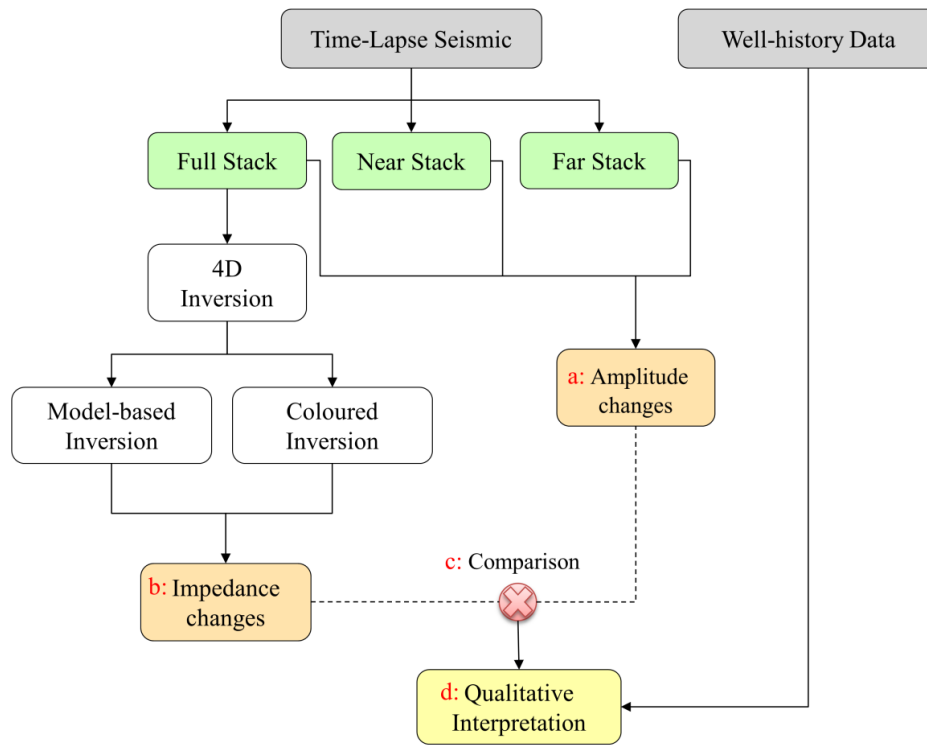 Time-Lapse Seismic
Well-history Data
Full Stack
Near Stack
Far Stack
4D
Inversion
a: Amplitude
changes
Model-based
Inversion
Coloured
Inversion
c: Comparison
b: Impedance
changes
d: Qualitative
Interpretation